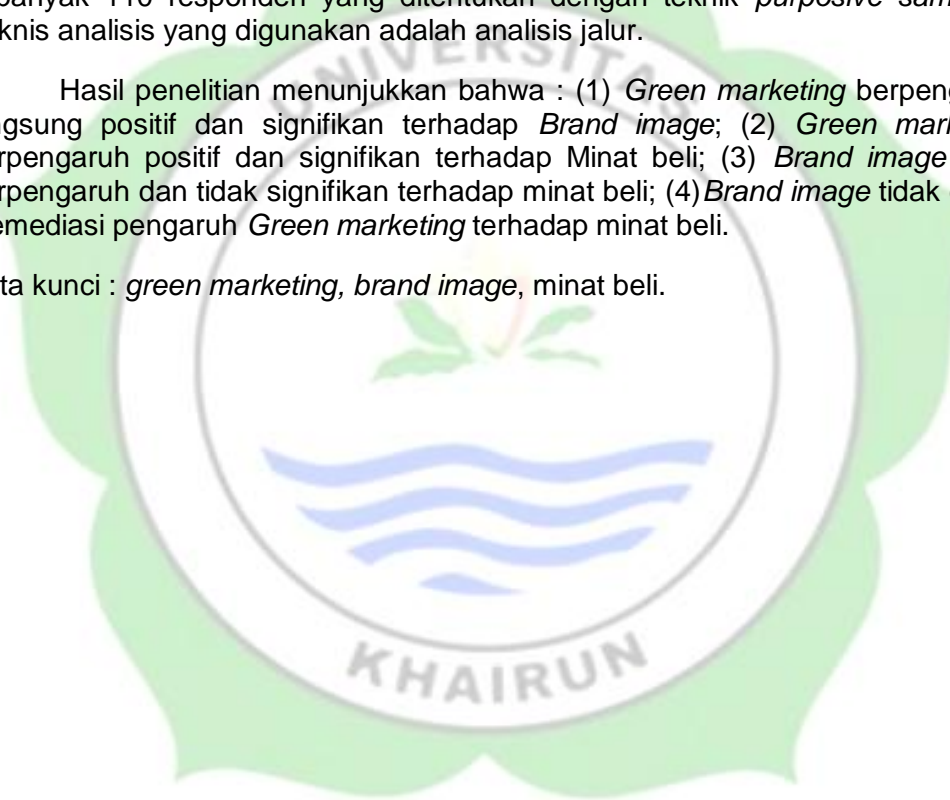 banyak 110 responden yang ditentukan dengan teknik purposive sam
knis analisis yang digunakan adalah analisis jalur.
Hasil penelitian menunjukkan bahwa : (1) Green marketing berpeng
ngsung positif dan signifikan terhadap Brand image; (2) Green mark
rpengaruh positif dan signifikan terhadap Minat beli; (3) Brand image
rpengaruh dan tidak signifikan terhadap minat beli; (4)Brand image tidak
emediasi pengaruh Green marketing terhadap minat beli.
ta kunci : green marketing, brand image, minat beli.
UNIVERSITAS
KHAIRUN